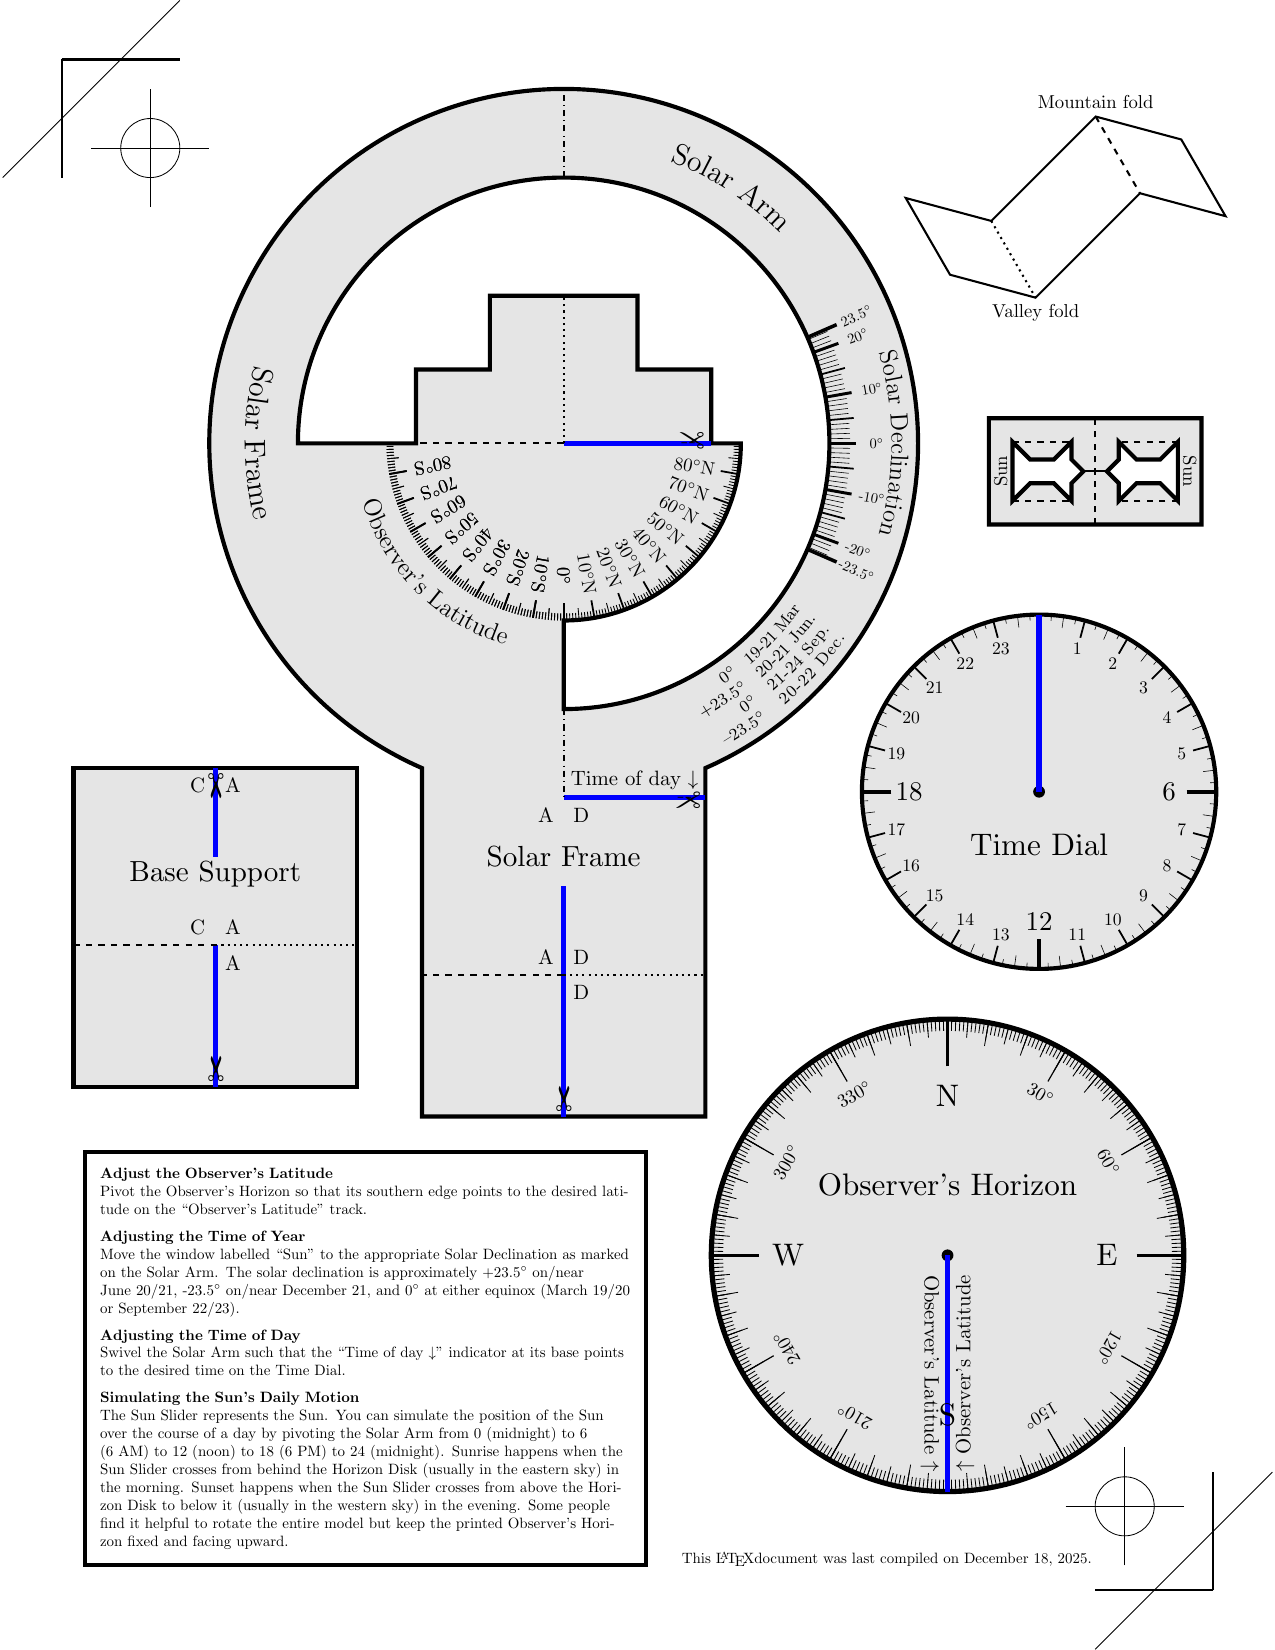 Mountain fold
Valley fold
Solar Arm
Solar Frame
Solar Declination
23.5°
20°
10°
0°
-10°
-20°
-23.5°
Sun
Sun
80°S
70°S
60°S
50°S
40°S
30°S
20°S
10°S
0°
10°N
20°N
30°N
40°N
50°N
60°N
70°N
80°N
Observer's Latitude
0° 19-21 Mar
+23.5° 20-21 Jun.
0° 21-24 Sep.
–23.5° 20-22 Dec.
Time of day ↓
A D
Solar Frame
A D
D
C A
Base Support
C A
A
1
2
3
4
5
6
7
8
9
10
11
12
13
14
15
16
17
18
19
20
21
22
23
Time Dial
N
30°
60°
E
120°
150°
S
210°
240°
W
300°
330°
Observer's Horizon
Observer's Latitude →
← Observer's Latitude
Adjust the Observer's Latitude
Pivot the Observer's Horizon so that its southern edge points to the desired lati-
tude on the “Observer's Latitude” track.
Adjusting the Time of Year
Move the window labelled “Sun” to the appropriate Solar Declination as marked
on the Solar Arm. The solar declination is approximately +23.5° on/near
June 20/21, -23.5° on/near December 21, and 0° at either equinox (March 19/20
or September 22/23).
Adjusting the Time of Day
Swivel the Solar Arm such that the “Time of day ↓” indicator at its base points
to the desired time on the Time Dial.
Simulating the Sun's Daily Motion
The Sun Slider represents the Sun. You can simulate the position of the Sun
over the course of a day by pivoting the Solar Arm from 0 (midnight) to 6
(6 AM) to 12 (noon) to 18 (6 PM) to 24 (midnight). Sunrise happens when the
Sun Slider crosses from behind the Horizon Disk (usually in the eastern sky) in
the morning. Sunset happens when the Sun Slider crosses from above the Hori-
zon Disk to below it (usually in the western sky) in the evening. Some people
find it helpful to rotate the entire model but keep the printed Observer's Hori-
zon fixed and facing upward.
This LATEXdocument was last compiled on December 18, 2025.